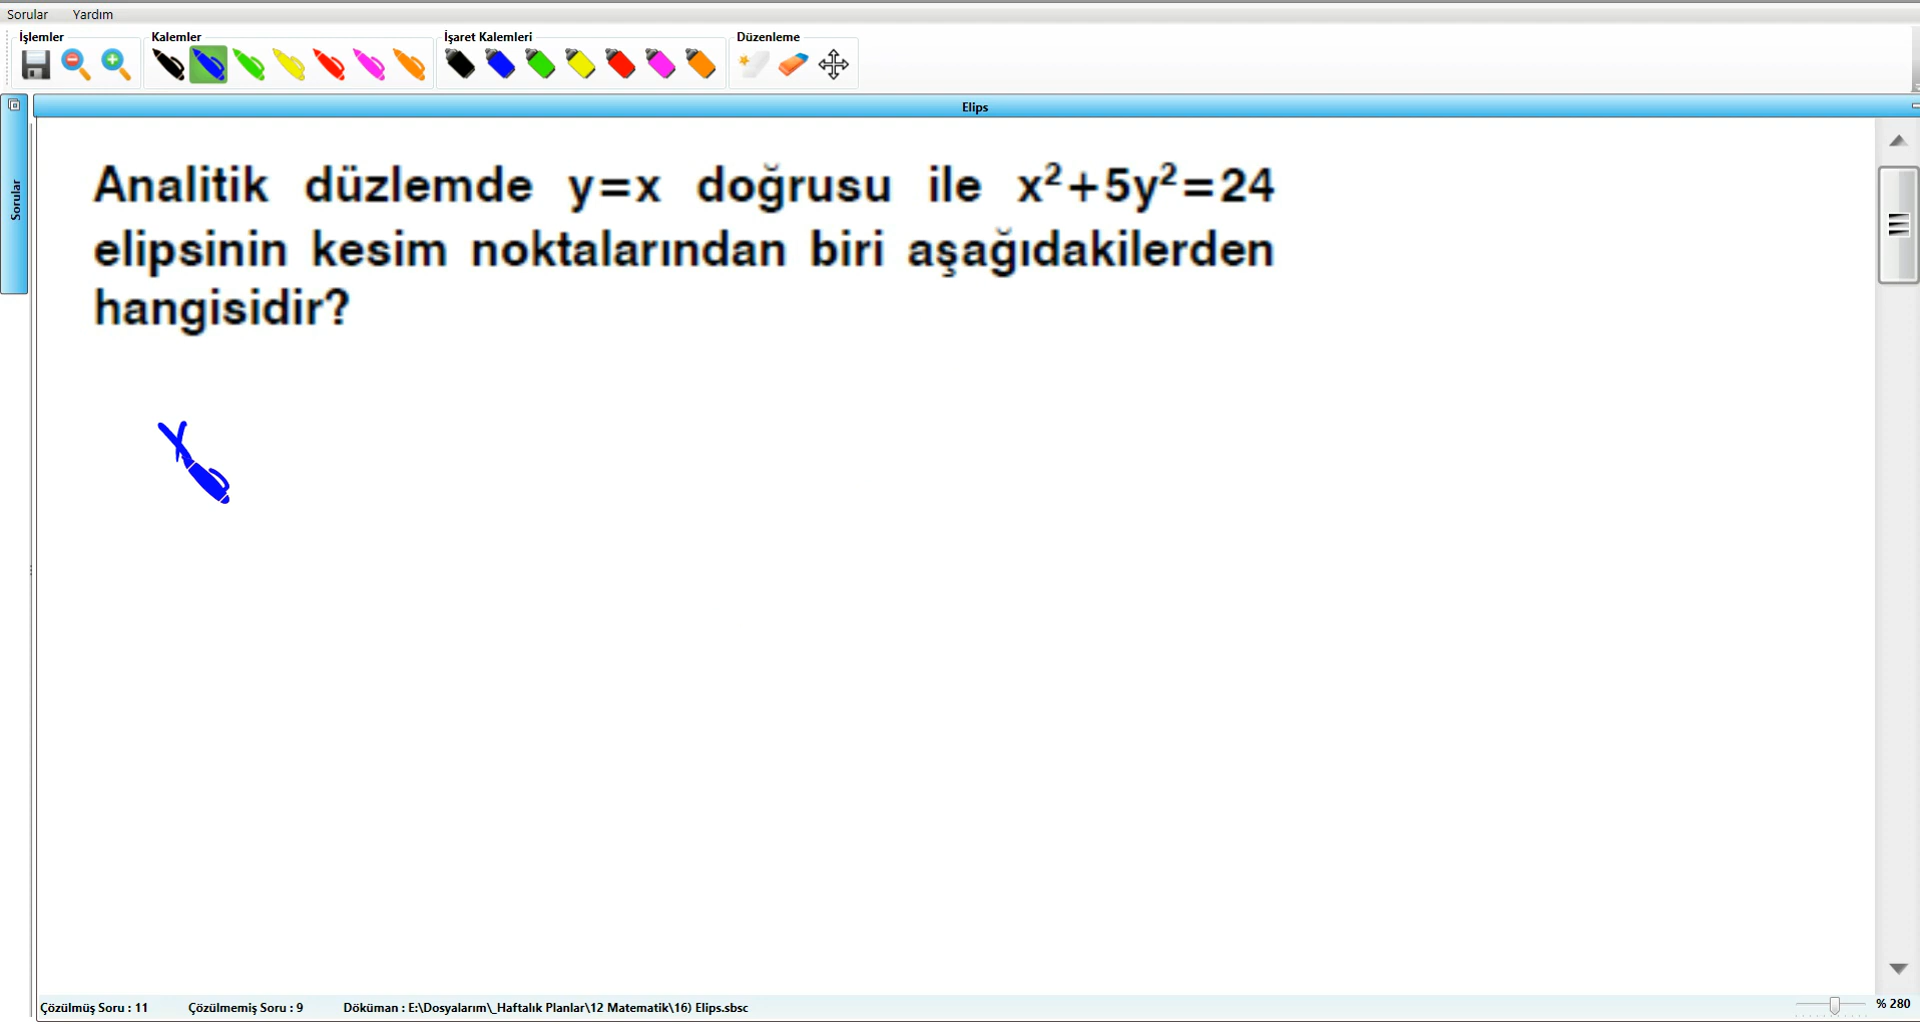 Sorular Yardım
İşlemler Kalemler İşaret Kalemleri Düzenleme
Elips
Sorular
Analitik düzlemde y=x doğrusu ile x²+5y²=24
elipsinin kesim noktalarından biri aşağıdakilerden
hangisidir?
x
Çözülmüş Soru : 11 Çözülmemiş Soru : 9 Döküman : E:\Dosyalarım\_Haftalık Planlar\12 Matematik\16) Elips.sbsc % 280